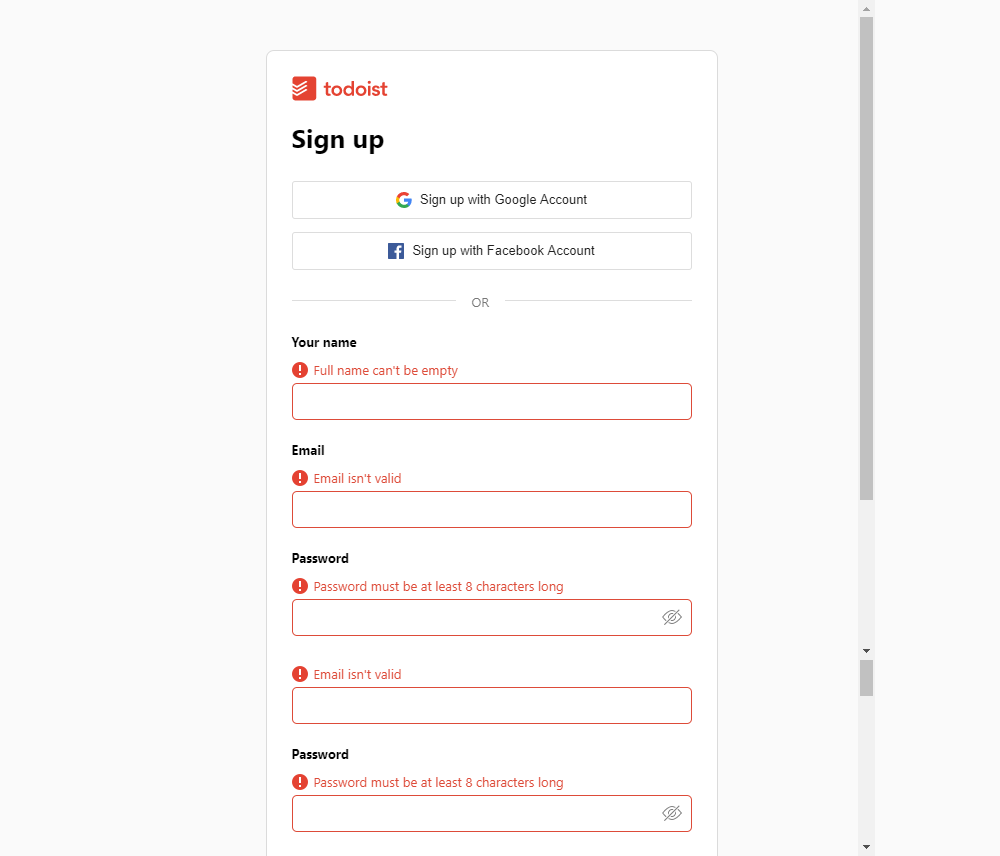 todoist
Sign up
Sign up with Google Account
Sign up with Facebook Account
OR
Your name
Full name can't be empty
Email
Email isn't valid
Password
Password must be at least 8 characters long
Email isn't valid
Password
Password must be at least 8 characters long